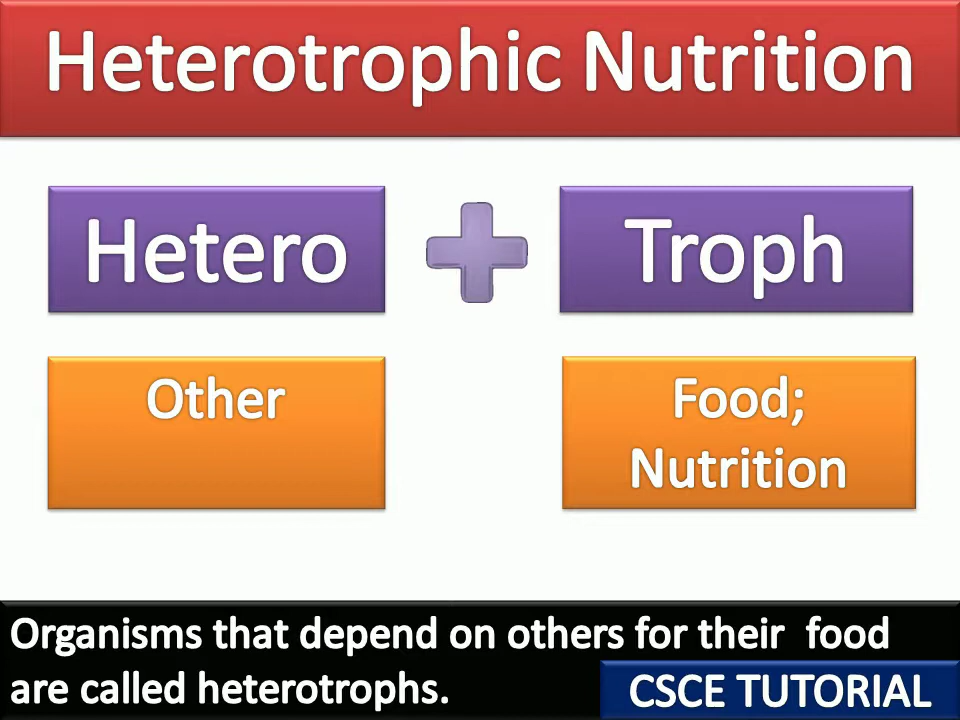 Heterotrophic Nutrition
Hetero
Troph
Other
Food;
Nutrition
Organisms that depend on others for their food
are called heterotrophs.
CSCE TUTORIAL